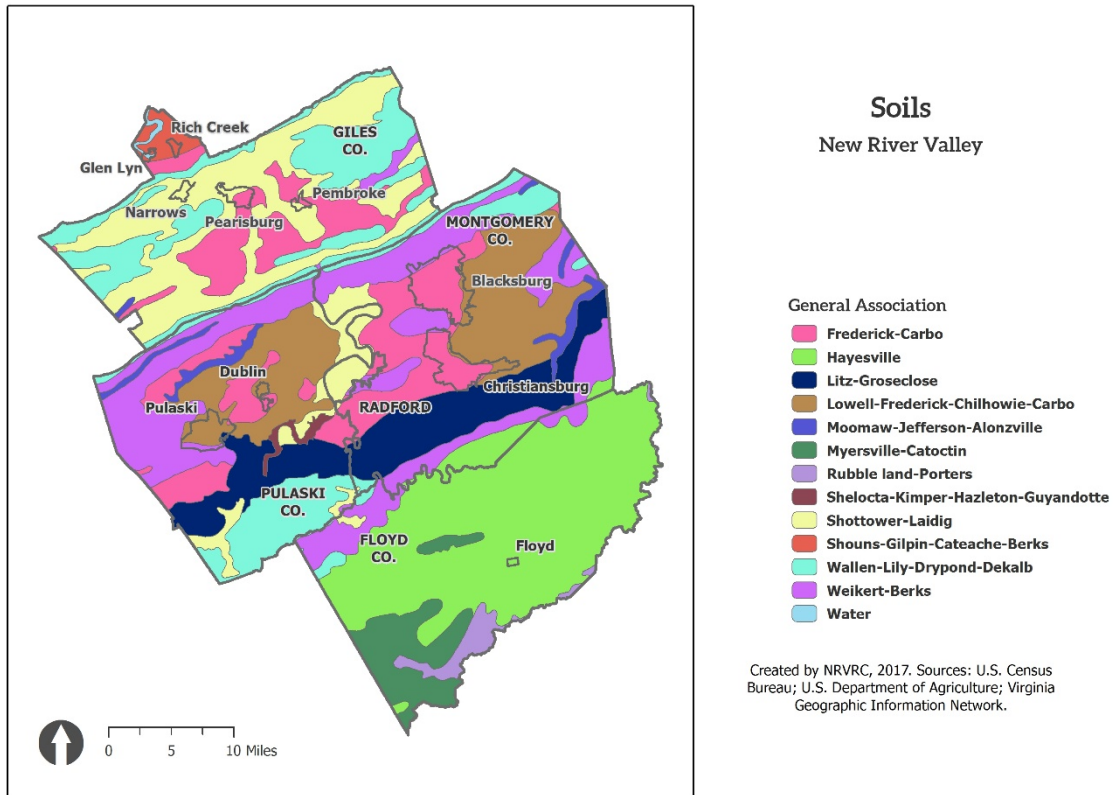 Soils
New River Valley
Rich Creek
GILES
CO.
Glen Lyn
Narrows
Pembroke
Pearisburg
MONTGOMERY
CO.
Blacksburg
Dublin
Christiansburg
Pulaski
RADFORD
PULASKI
CO.
FLOYD
CO.
Floyd
0 5 10 Miles
General Association
Frederick-Carbo
Hayesville
Litz-Groseclose
Lowell-Frederick-Chilhowie-Carbo
Moomaw-Jefferson-Alonzville
Myersville-Catoctin
Rubble land-Porters
Shelocta-Kimper-Hazleton-Guyandotte
Shottower-Laidig
Shouns-Gilpin-Cateache-Berks
Wallen-Lily-Drypond-Dekalb
Weikert-Berks
Water
Created by NRVRC, 2017. Sources: U.S. Census
Bureau; U.S. Department of Agriculture; Virginia
Geographic Information Network.